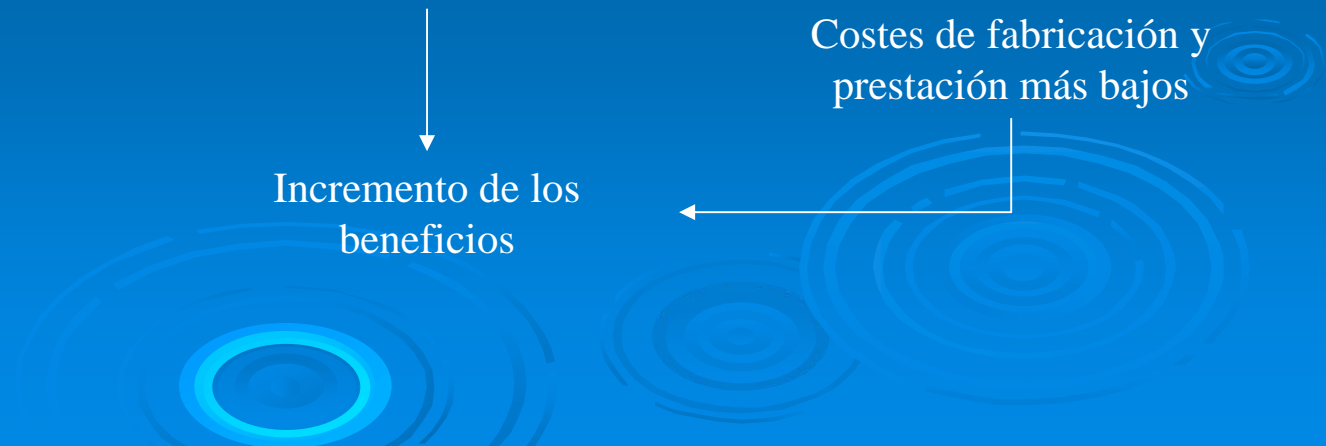 Costes de fabricación y
prestación más bajos
Incremento de los
beneficios